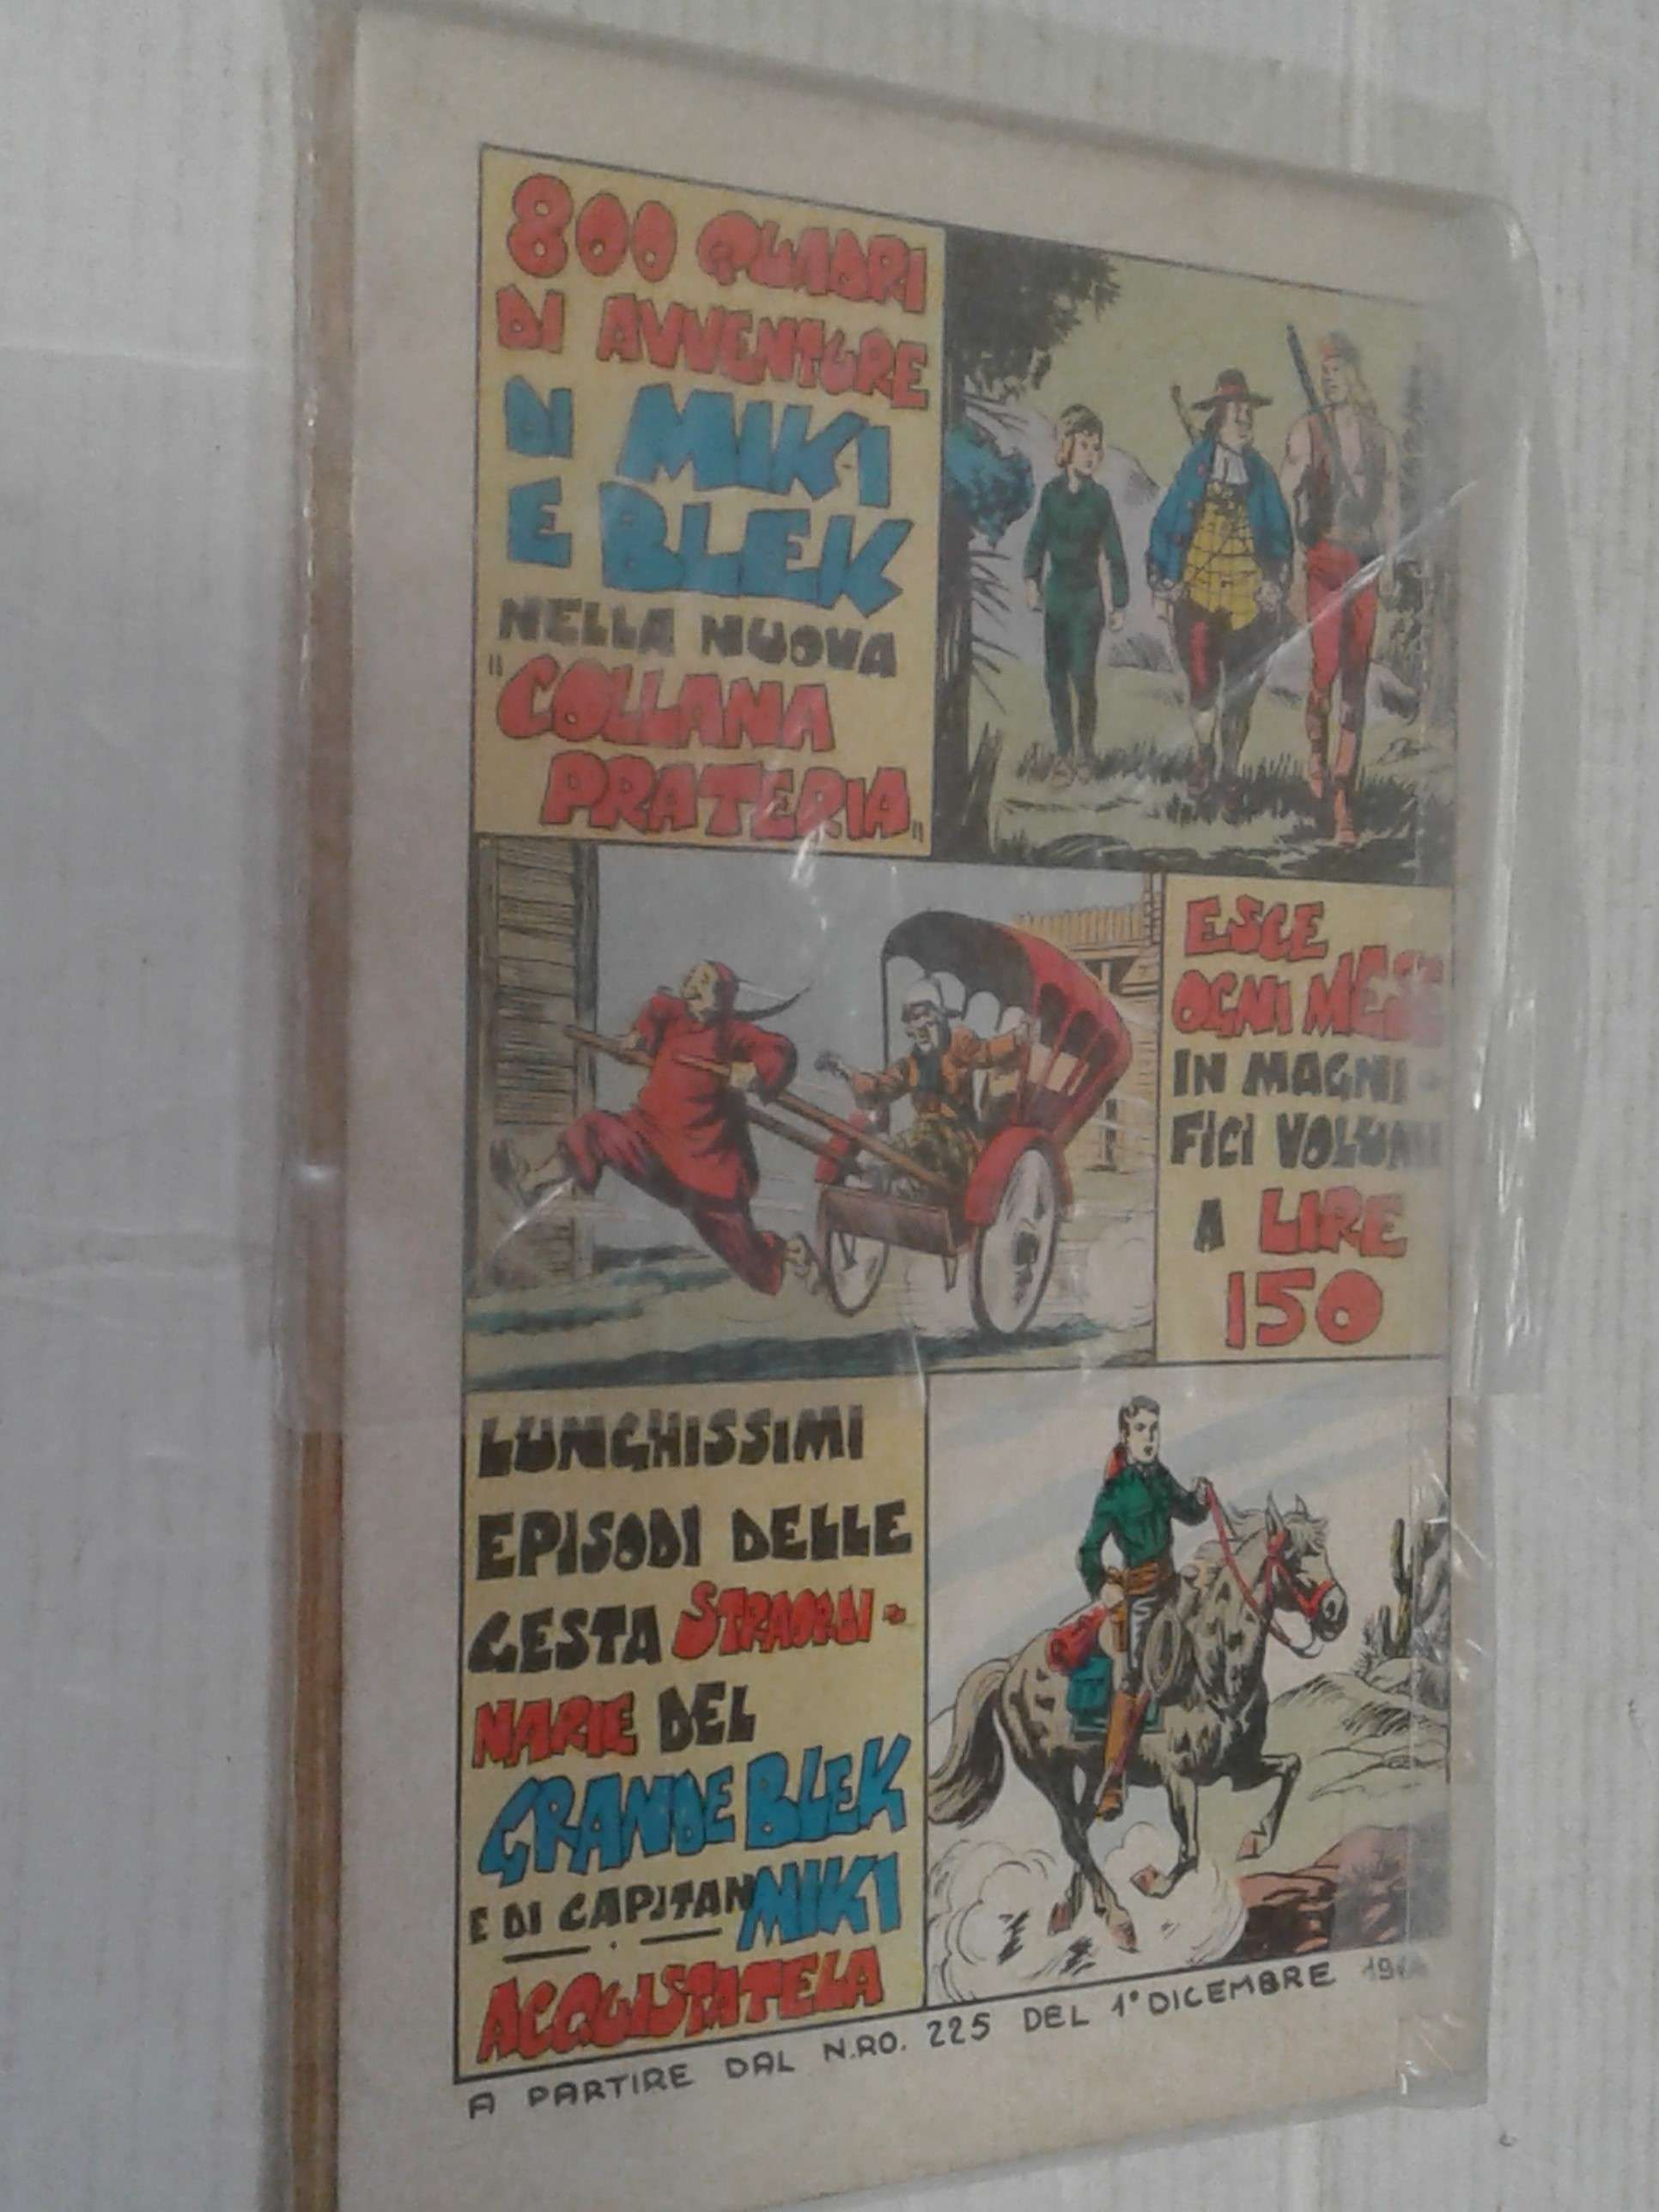 800 QUADRI
DI AVVENTURE
DI MIKI
E BLEK
NELLA NUOVA
"COLLANA
PRATERIA"
ESCE
OGNI MESE
IN MAGNI-
FICI VOLUMI
A LIRE
150
LUNGHISSIMI
EPISODI DELLE
GESTA STRAORDI-
NARIE DEL
GRANDE BLEK
E DI CAPITAN MIKI
ACQUISTATELA
A PARTIRE DAL N.RO. 225 DEL 1° DICEMBRE